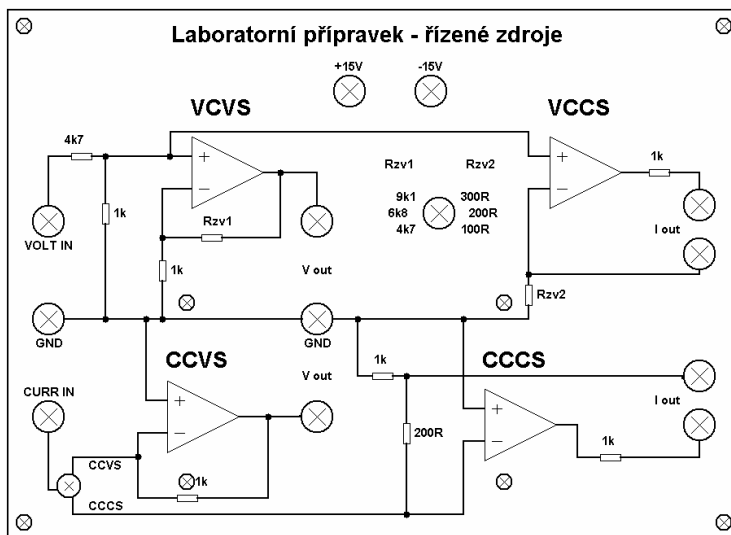 Laboratorní přípravek - řízené zdroje
+15V
-15V
VCVS
VCCS
4k7
+
-
1k
VOLT IN
Rzv1
1k
V out
Rzv1
Rzv2
9k1
300R
6k8
200R
4k7
100R
+
-
1k
I out
Rzv2
GND
GND
CCVS
CCCS
CURR IN
+
-
V out
1k
CCVS
CCCS
1k
200R
+
-
I out
1k